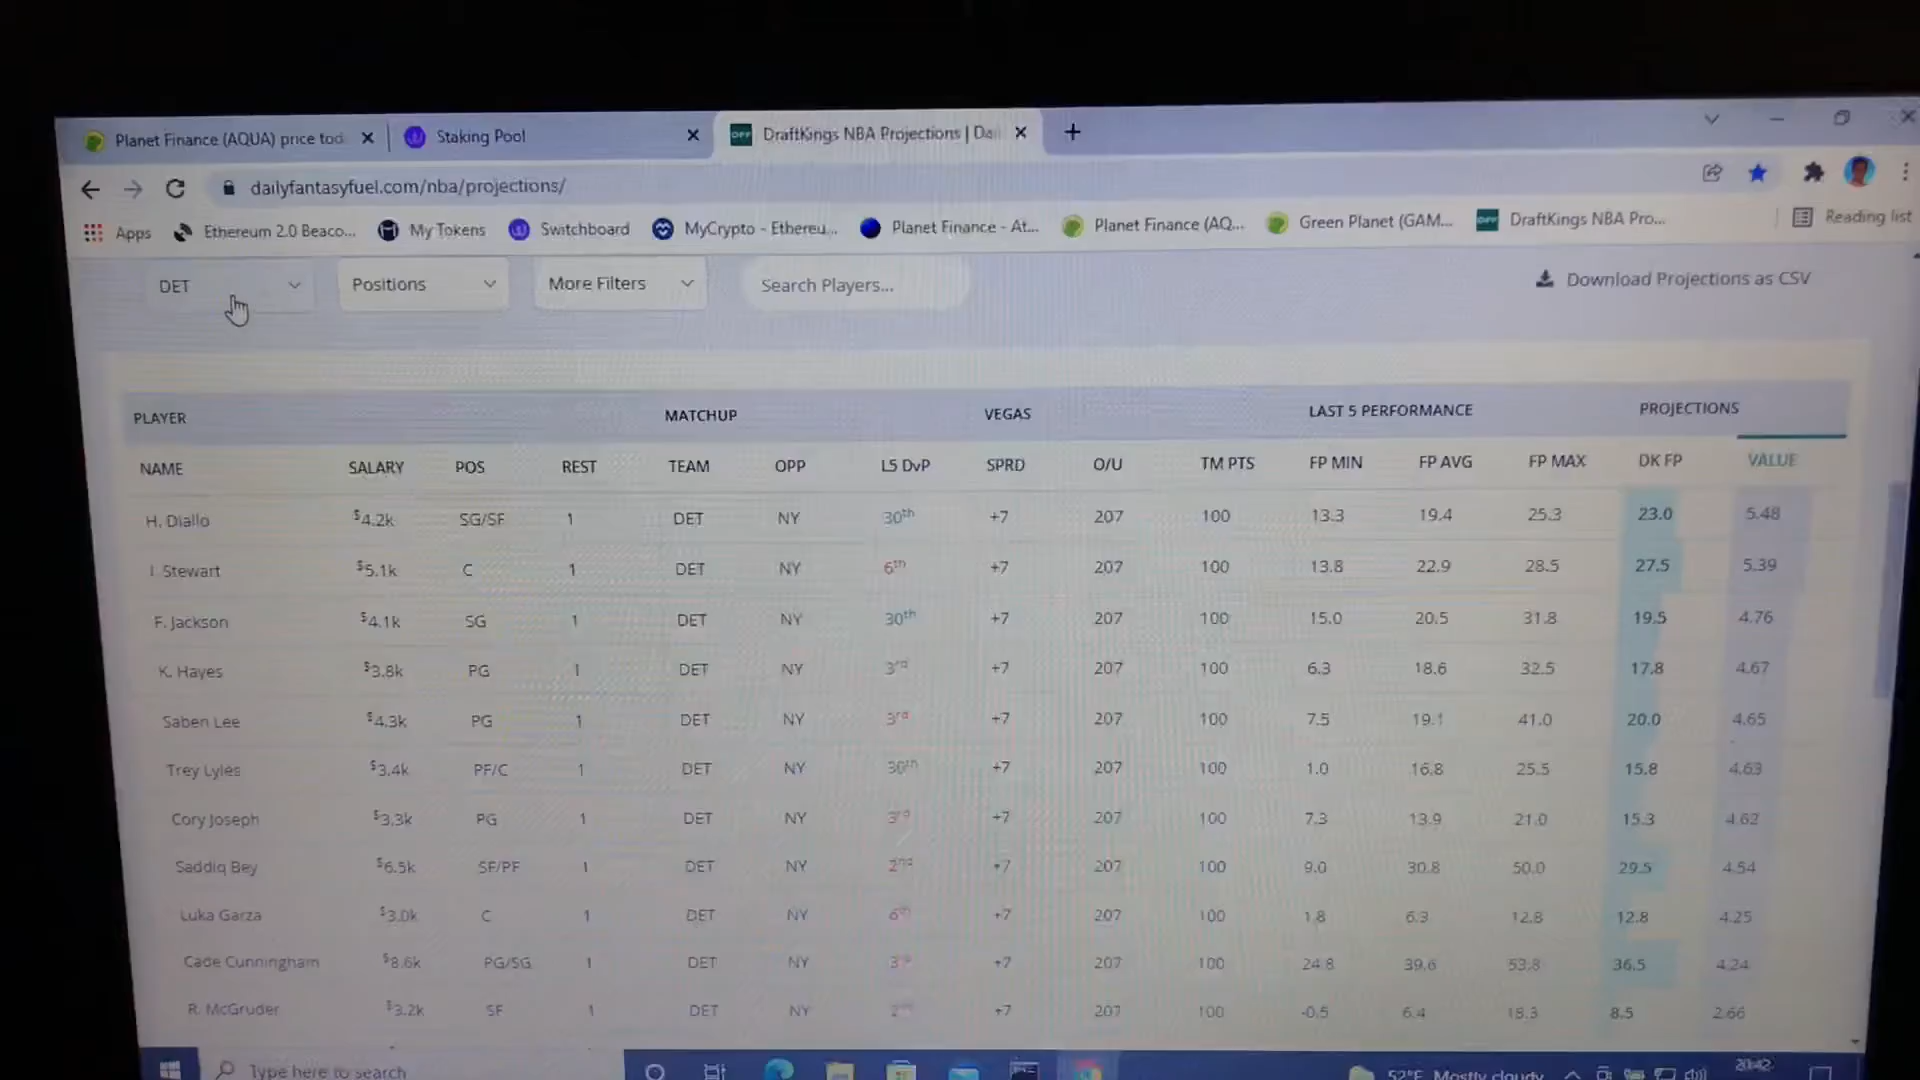 Planet Finance (AQUA) price tod Staking Pool DraftKings NBA Projections | Dai
dailyfantasyfuel.com/nba/projections/
Apps Ethereum 2.0 Beaco... My Tokens Switchboard MyCrypto - Ethereu... Planet Finance - At... Planet Finance (AQ... Green Planet (GAM... DraftKings NBA Pro... Reading list
DET Positions More Filters Search Players... Download Projections as CSV
PLAYER MATCHUP VEGAS LAST 5 PERFORMANCE PROJECTIONS
NAME SALARY POS REST TEAM OPP L5 DvP SPRD O/U TM PTS FP MIN FP AVG FP MAX DK FP VALUE
H. Diallo $4.2k SG/SF 1 DET NY 30th +7 207 100 13.3 19.4 25.3 23.0 5.48
I. Stewart $5.1k C 1 DET NY 6th +7 207 100 13.8 22.9 28.5 27.5 5.39
F. Jackson $4.1k SG 1 DET NY 30th +7 207 100 15.0 20.5 31.8 19.5 4.76
K. Hayes $3.8k PG 1 DET NY 3rd +7 207 100 6.3 18.6 32.5 17.8 4.67
Saben Lee $4.3k PG 1 DET NY 3rd +7 207 100 7.5 19.1 41.0 20.0 4.65
Trey Lyles $3.4k PF/C 1 DET NY 30th +7 207 100 1.0 16.8 25.5 15.8 4.63
Cory Joseph $3.3k PG 1 DET NY 3rd +7 207 100 7.3 13.9 21.0 15.3 4.62
Saddiq Bey $6.5k SF/PF 1 DET NY 2nd +7 207 100 9.0 30.8 50.0 29.5 4.54
Luka Garza $3.0k C 1 DET NY 6th +7 207 100 1.8 6.3 12.8 12.8 4.25
Cade Cunningham $8.6k PG/SG 1 DET NY 3rd +7 207 100 24.8 39.6 53.8 36.5 4.24
R. McGruder $3.2k SF 1 DET NY 2nd +7 207 100 -0.5 6.4 18.3 8.5 2.66
Type here to search 52°F Mostly cloudy 20:42